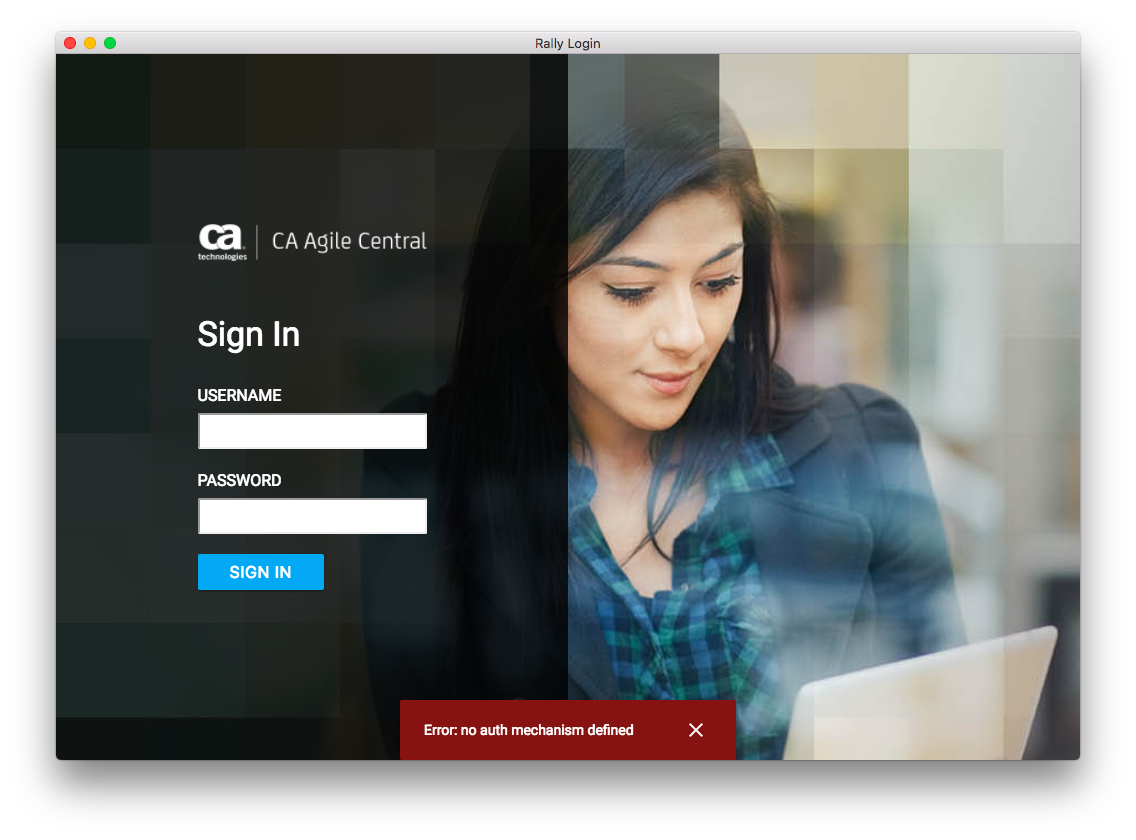 Rally Login
ca
technologies
CA Agile Central
Sign In
USERNAME
PASSWORD
SIGN IN
Error: no auth mechanism defined